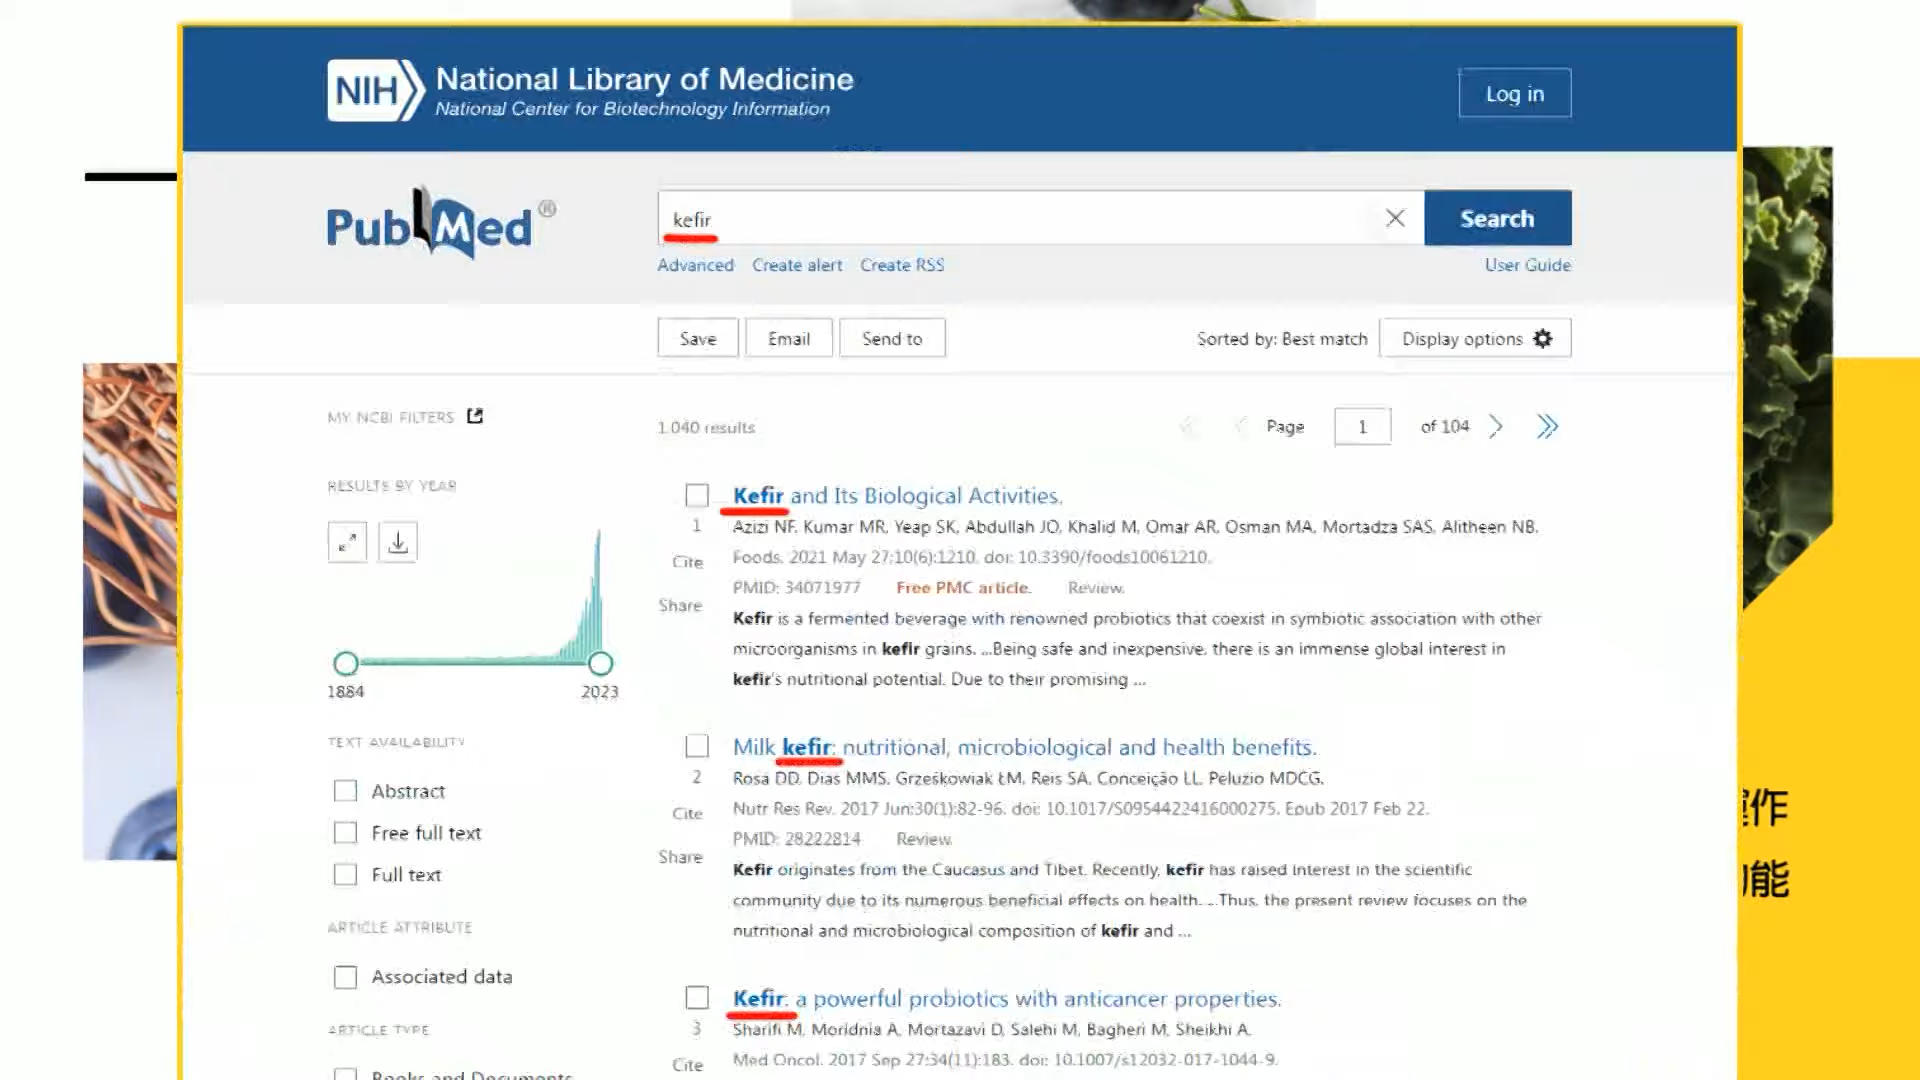 NIH National Library of Medicine
National Center for Biotechnology Information
Log in
PubMed®
kefir
Search
Advanced Create alert Create RSS
User Guide
Save Email Send to
Sorted by: Best match
Display options
MY NCBI FILTERS
1,040 results
Page 1 of 104
RESULTS BY YEAR
1884 2023
TEXT AVAILABILITY
Abstract
Free full text
Full text
ARTICLE ATTRIBUTE
Associated data
ARTICLE TYPE
Books and Documents
Kefir and Its Biological Activities.
1
Azizi NF, Kumar MR, Yeap SK, Abdullah JO, Khalid M, Omar AR, Osman MA, Mortadza SAS, Alitheen NB.
Cite
Foods. 2021 May 27;10(6):1210. doi: 10.3390/foods10061210.
PMID: 34071977 Free PMC article. Review.
Share
Kefir is a fermented beverage with renowned probiotics that coexist in symbiotic association with other
microorganisms in kefir grains. ...Being safe and inexpensive, there is an immense global interest in
kefir's nutritional potential. Due to their promising ...
Milk kefir: nutritional, microbiological and health benefits.
2
Rosa DD, Dias MMS, Grześkowiak ŁM, Reis SA, Conceição LL, Peluzio MDCG.
Cite
Nutr Res Rev. 2017 Jun;30(1):82-96. doi: 10.1017/S0954422416000275. Epub 2017 Feb 22.
PMID: 28222814 Review.
Share
Kefir originates from the Caucasus and Tibet. Recently, kefir has raised interest in the scientific
community due to its numerous beneficial effects on health. ...Thus, the present review focuses on the
nutritional and microbiological composition of kefir and ...
Kefir: a powerful probiotics with anticancer properties.
3
Sharifi M, Moridnia A, Mortazavi D, Salehi M, Bagheri M, Sheikhi A.
Cite
Med Oncol. 2017 Sep 27;34(11):183. doi: 10.1007/s12032-017-1044-9.
作
能